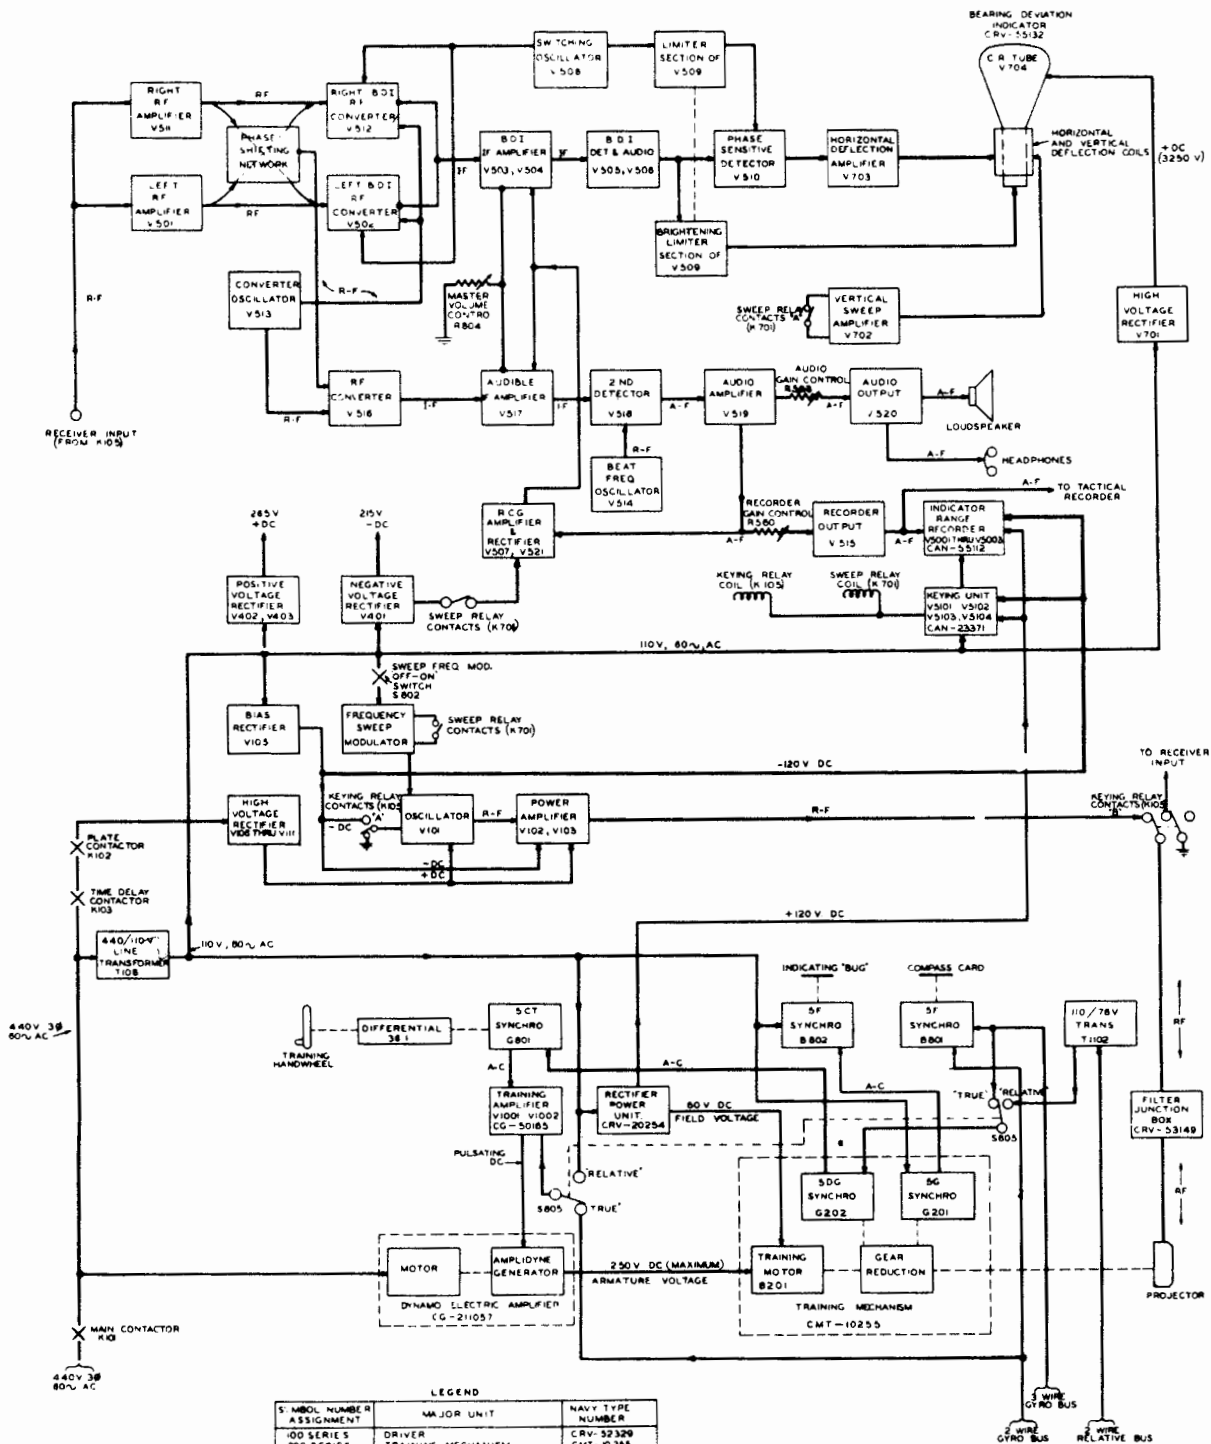 BEARING DEVIATION
INDICATOR
CRV-55132
C R TUBE
V704
SWITCHING
OSCILLATOR
V508
LIMITER
SECTION OF
V509
RIGHT
R F
AMPLIFIER
V511
RF
RIGHT BDI
RF
CONVERTER
V512
PHASE-
SHIFTING
NETWORK
BDI
IF AMPLIFIER
V503, V504
IF
IF
BDI
DET & AUDIO
V505, V506
PHASE
SENSITIVE
DETECTOR
V510
HORIZONTAL
DEFLECTION
AMPLIFIER
V703
HORIZONTAL
AND VERTICAL
DEFLECTION COILS
+DC
(3250 V)
LEFT
RF
AMPLIFIER
V501
RF
LEFT BDI
RF
CONVERTER
BRIGHTENING
LIMITER
SECTION OF
V509
R-F
CONVERTER
OSCILLATOR
V513
R-F
MASTER
VOLUME
CONTRO
R804
SWEEP RELAY
CONTACTS "A"
(K701)
VERTICAL
SWEEP
AMPLIFIER
V702
HIGH
VOLTAGE
RECTIFIER
V701
RF
CONVERTER
V516
R-F
I-F
AUDIBLE
IF AMPLIFIER
V517
IF
2ND
DETECTOR
V518
A-F
AUDIO
AMPLIFIER
V519
AUDIO
GAIN CONTROL
A-F
AUDIO
OUTPUT
V520
A-F
LOUDSPEAKER
RECEIVER INPUT
(FROM K105)
R-F
BEAT
FREQ
OSCILLATOR
V514
A-F
HEADPHONES
A-F
TO TACTICAL
RECORDER
265V
+DC
215V
-DC
RCG
AMPLIFIER
&
RECTIFIER
V507, V521
A-F
RECORDER
GAIN CONTROL
R560
RECORDER
OUTPUT
V 515
A-F
INDICATOR
RANGE
RECORDER
V5001 THRU V5003
CAN-55112
POSITIVE
VOLTAGE
RECTIFIER
V402, V403
NEGATIVE
VOLTAGE
RECTIFIER
V401
SWEEP RELAY
CONTACTS (K701)
KEYING RELAY
COIL (K105)
SWEEP RELAY
COIL (K701)
KEYING UNIT
V5101 V5102
V5103, V5104
CAN-23371
110V, 60~, AC
SWEEP FREQ MOD.
OFF-ON
SWITCH
S802
BIAS
RECTIFIER
V105
FREQUENCY
SWEEP
MODULATOR
SWEEP RELAY
CONTACTS (K701)
-120V DC
TO RECEIVER
INPUT
HIGH
VOLTAGE
RECTIFIER
V106 THRU V111
KEYING RELAY
CONTACTS (K105)
"A"
-DC
OSCILLATOR
V101
R-F
POWER
AMPLIFIER
V102, V103
R-F
KEYING RELAY
CONTACTS (K105)
"B"
PLATE
CONTACTOR
K102
-DC
+DC
TIME DELAY
CONTACTOR
K103
+120 V DC
440/110-V
LINE
TRANSFORMER
T108
110V, 60~ AC
INDICATING "BUG"
COMPASS CARD
440V 3Ø
60~ AC
TRAINING
HANDWHEEL
DIFFERENTIAL
36:1
5CT
SYNCHRO
G801
5F
SYNCHRO
B802
5F
SYNCHRO
B801
110/78V
TRANS
T1102
RF
A-C
A-C
A-C
TRAINING
AMPLIFIER
V1001 V1002
CG-50165
RECTIFIER
POWER
UNIT.
CRV-20254
60 V DC
FIELD VOLTAGE
"TRUE"
"RELATIVE"
S805
FILTER
JUNCTION
BOX
CRV-53149
PULSATING
DC
"RELATIVE"
S805
"TRUE"
5DG
SYNCHRO
G202
5G
SYNCHRO
G201
RF
MOTOR
AMPLIDYNE
GENERATOR
250V DC (MAXIMUM)
ARMATURE VOLTAGE
TRAINING
MOTOR
B201
GEAR
REDUCTION
PROJECTOR
DYNAMO ELECTRIC AMPLIFIER
CG-211057
TRAINING MECHANISM
CMT-10255
MAIN CONTACTOR
K101
440V 3Ø
60~ AC
3 WIRE
GYRO BUS
2 WIRE
GYRO BUS
2 WIRE
RELATIVE BUS
LEGEND
SYMBOL NUMBER
ASSIGNMENT
MAJOR UNIT
NAVY TYPE
NUMBER
100 SERIES
DRIVER
CRV-52329